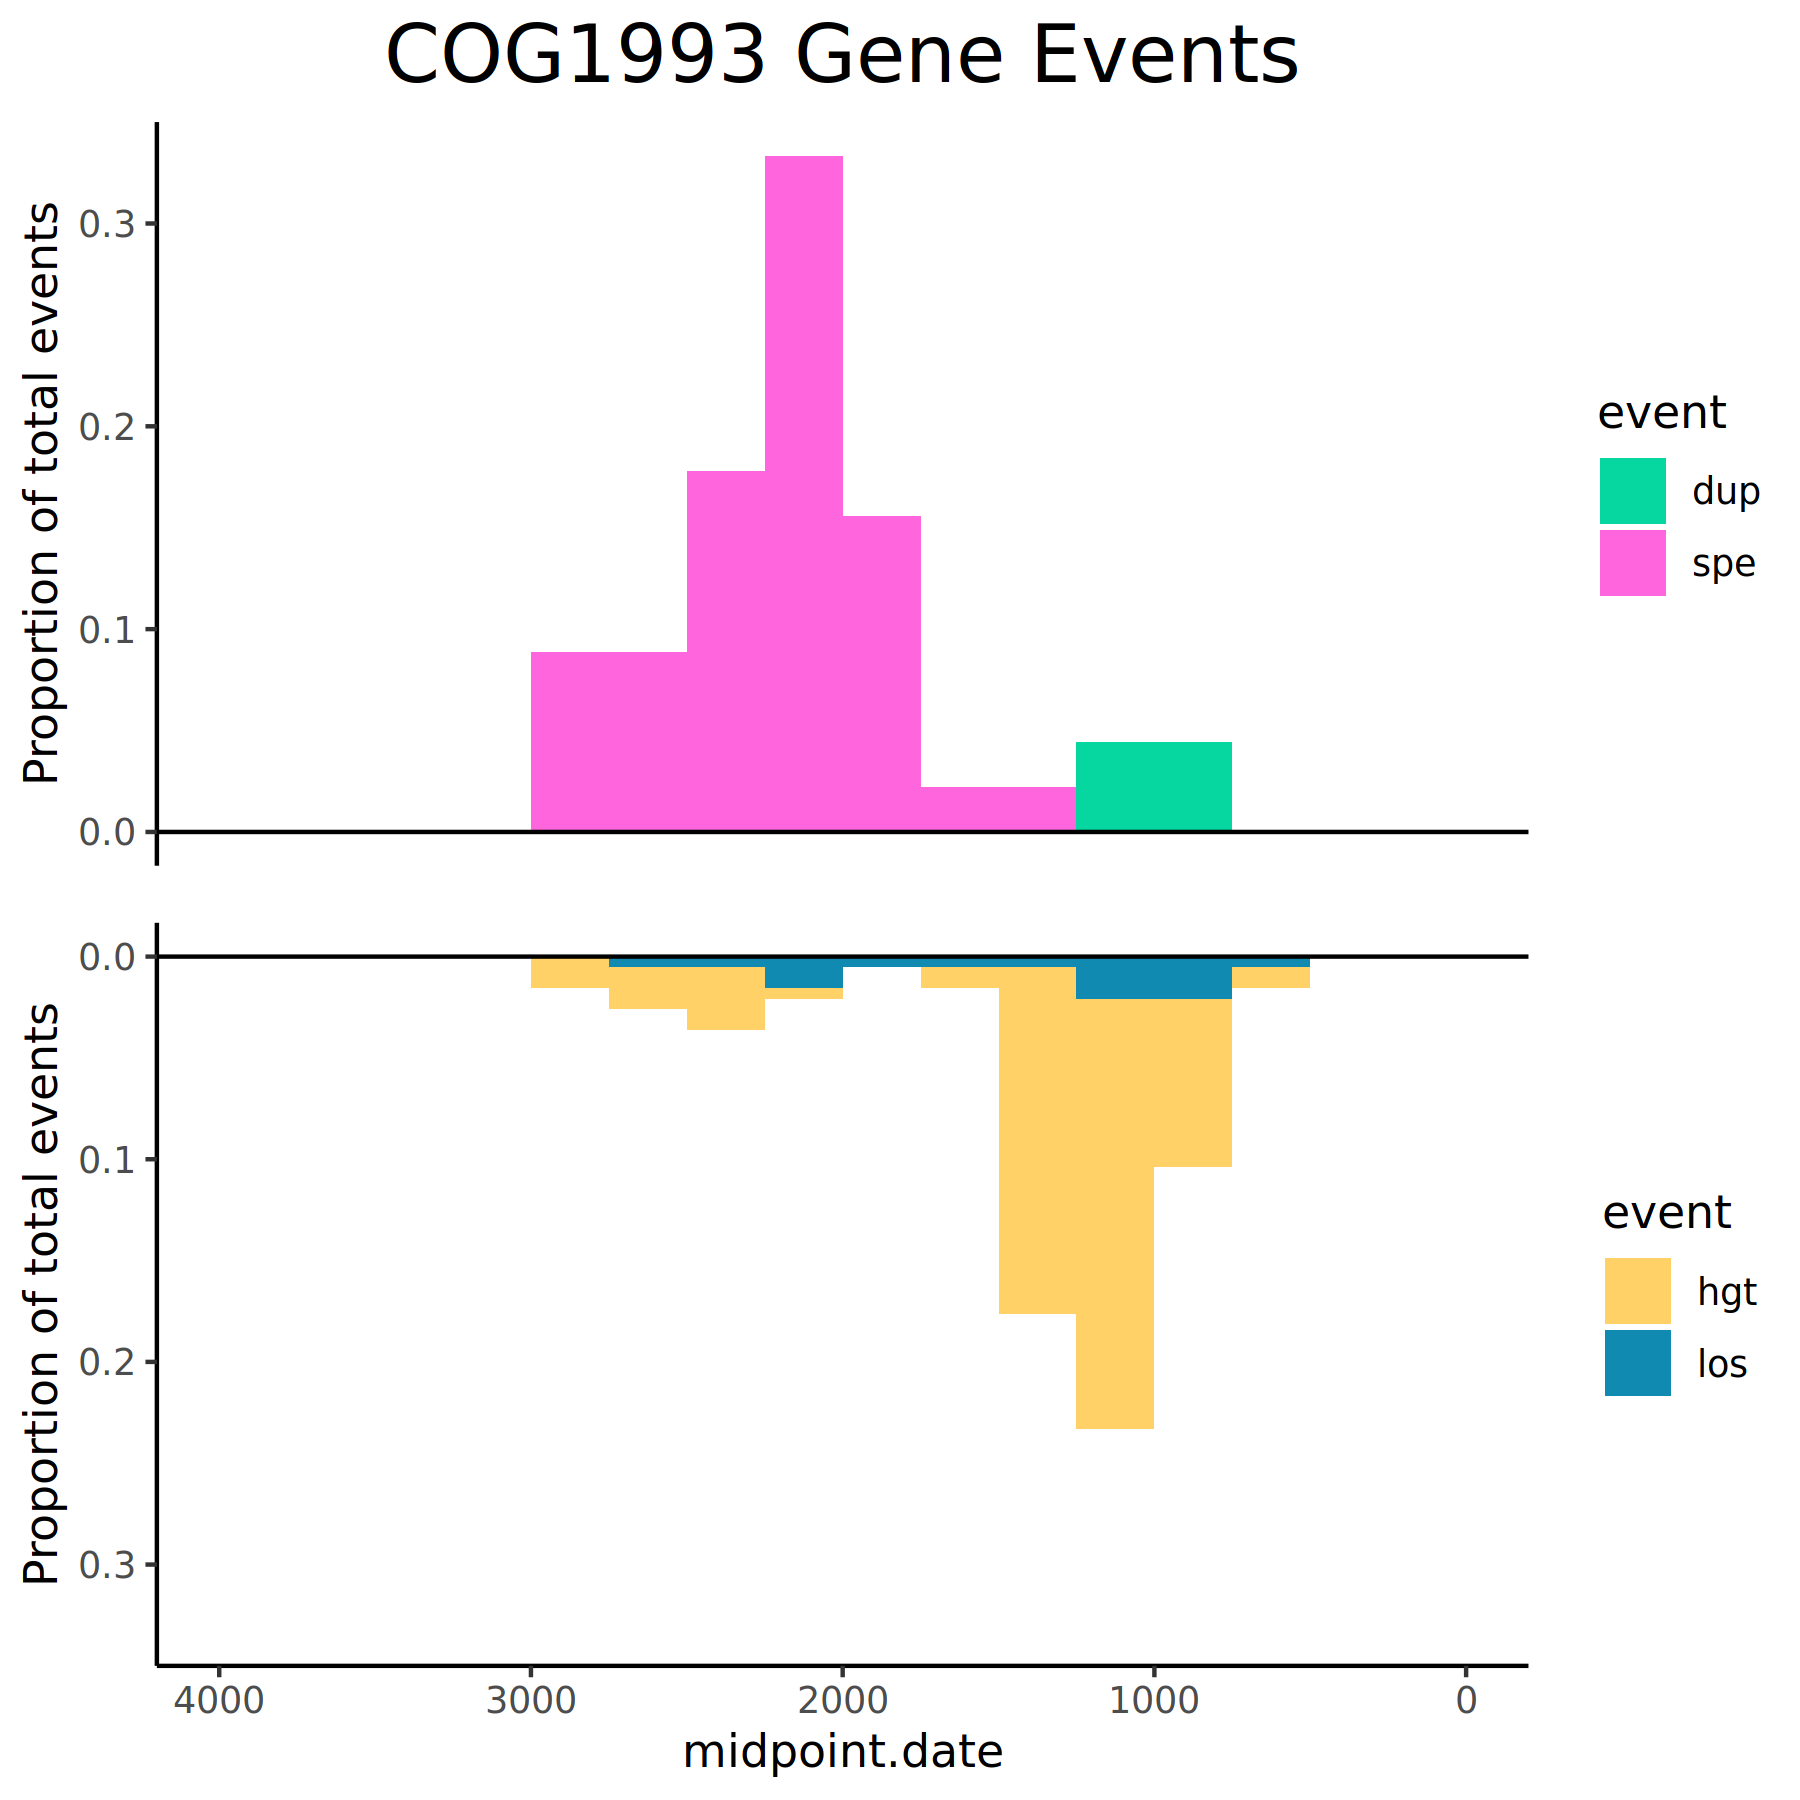 COG1993 Gene Events
Proportion of total events
0.3
0.2
0.1
0.0
event
dup
spe
Proportion of total events
0.0
0.1
0.2
0.3
event
hgt
los
4000 3000 2000 1000 0
midpoint.date